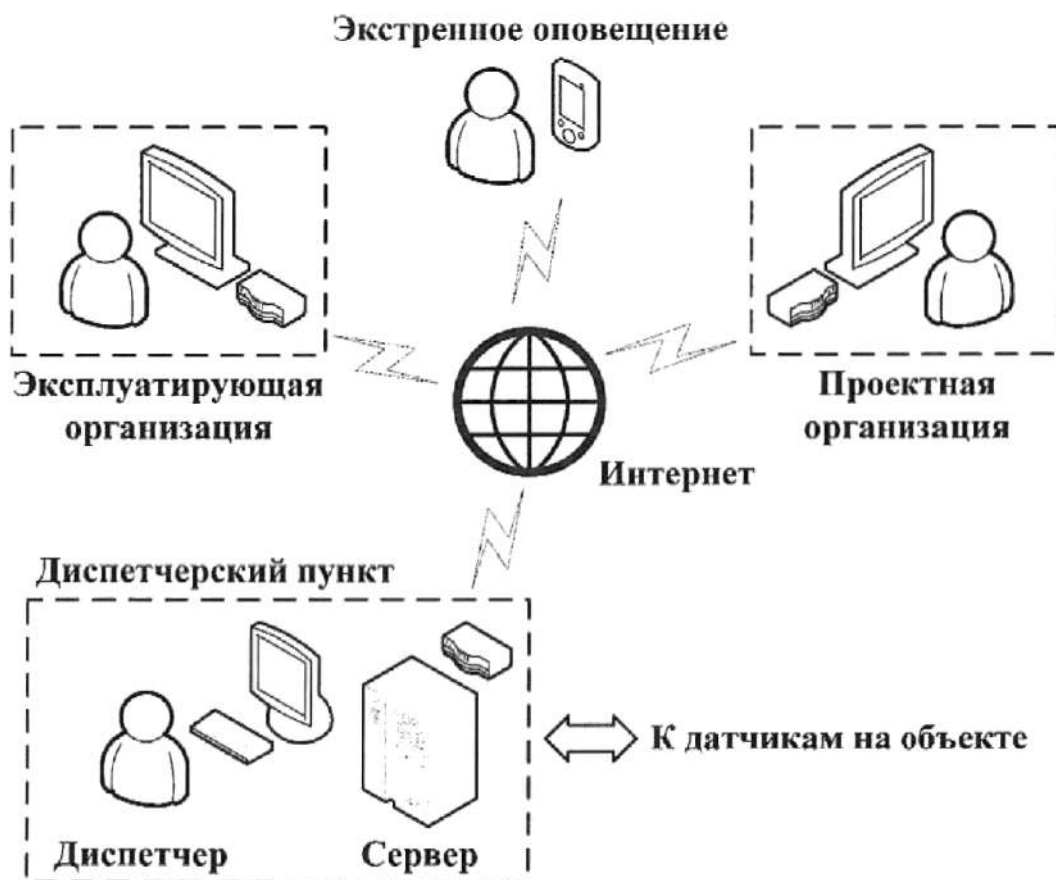 Экстренное оповещение
Эксплуатирующая
организация
Проектная
организация
Интернет
Диспетчерский пункт
К датчикам на объекте
Диспетчер
Сервер